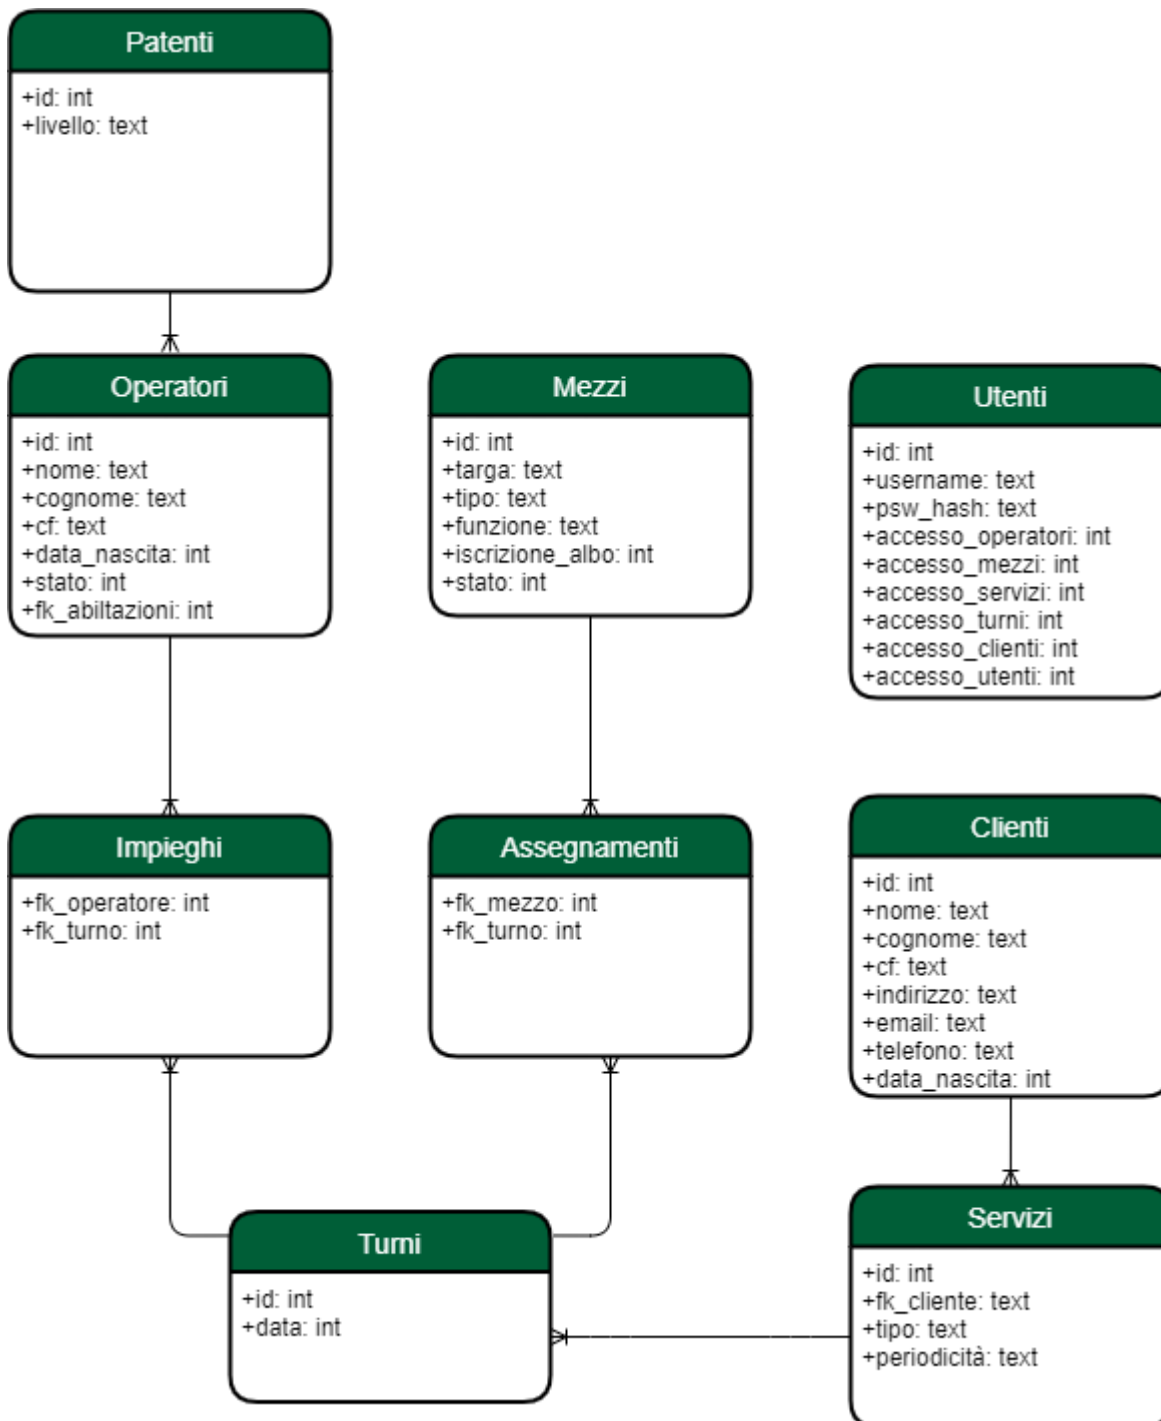 Patenti
+id: int
+livello: text
Operatori
+id: int
+nome: text
+cognome: text
+cf: text
+data_nascita: int
+stato: int
+fk_abiltazioni: int
Mezzi
+id: int
+targa: text
+tipo: text
+funzione: text
+iscrizione_albo: int
+stato: int
Utenti
+id: int
+username: text
+psw_hash: text
+accesso_operatori: int
+accesso_mezzi: int
+accesso_servizi: int
+accesso_turni: int
+accesso_clienti: int
+accesso_utenti: int
Impieghi
+fk_operatore: int
+fk_turno: int
Assegnamenti
+fk_mezzo: int
+fk_turno: int
Clienti
+id: int
+nome: text
+cognome: text
+cf: text
+indirizzo: text
+email: text
+telefono: text
+data_nascita: int
Turni
+id: int
+data: int
Servizi
+id: int
+fk_cliente: text
+tipo: text
+periodicità: text